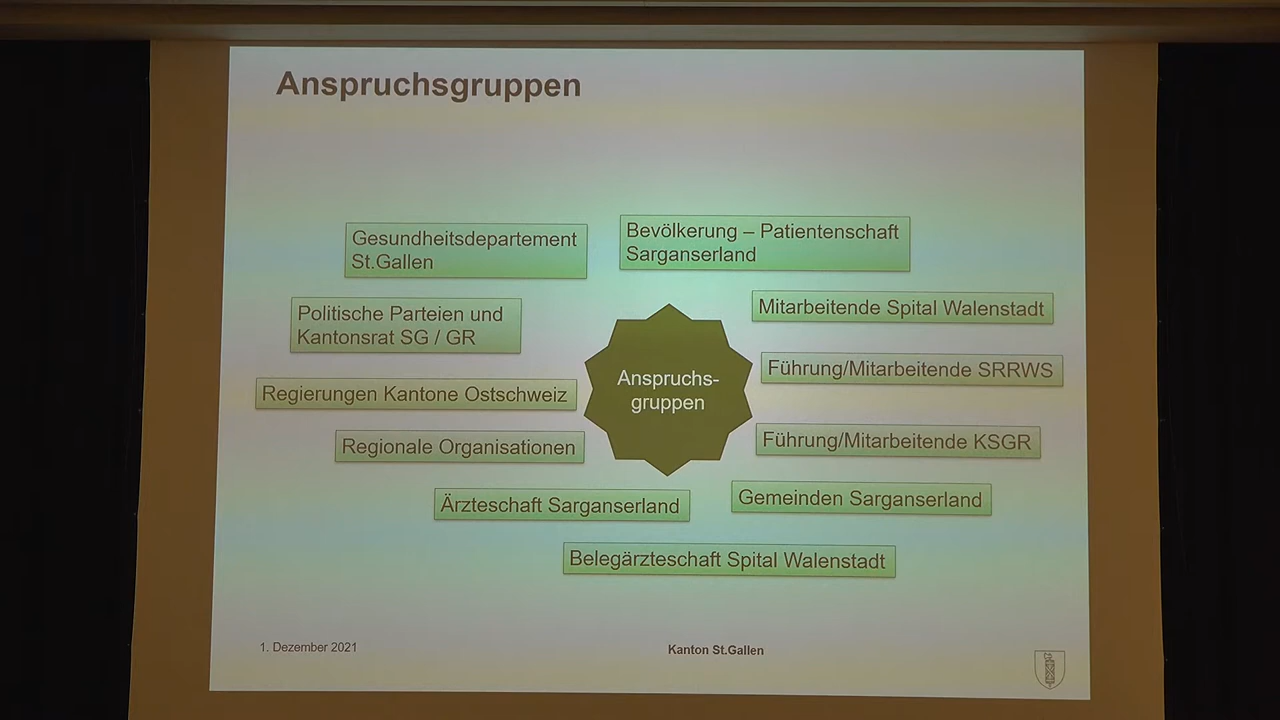 Anspruchsgruppen
Gesundheitsdepartement
St.Gallen
Bevölkerung – Patientenschaft
Sarganserland
Politische Parteien und
Kantonsrat SG / GR
Mitarbeitende Spital Walenstadt
Regierungen Kantone Ostschweiz
Anspruchs-
gruppen
Führung/Mitarbeitende SRRWS
Regionale Organisationen
Führung/Mitarbeitende KSGR
Ärzteschaft Sarganserland
Gemeinden Sarganserland
Belegärzteschaft Spital Walenstadt
1. Dezember 2021
Kanton St.Gallen